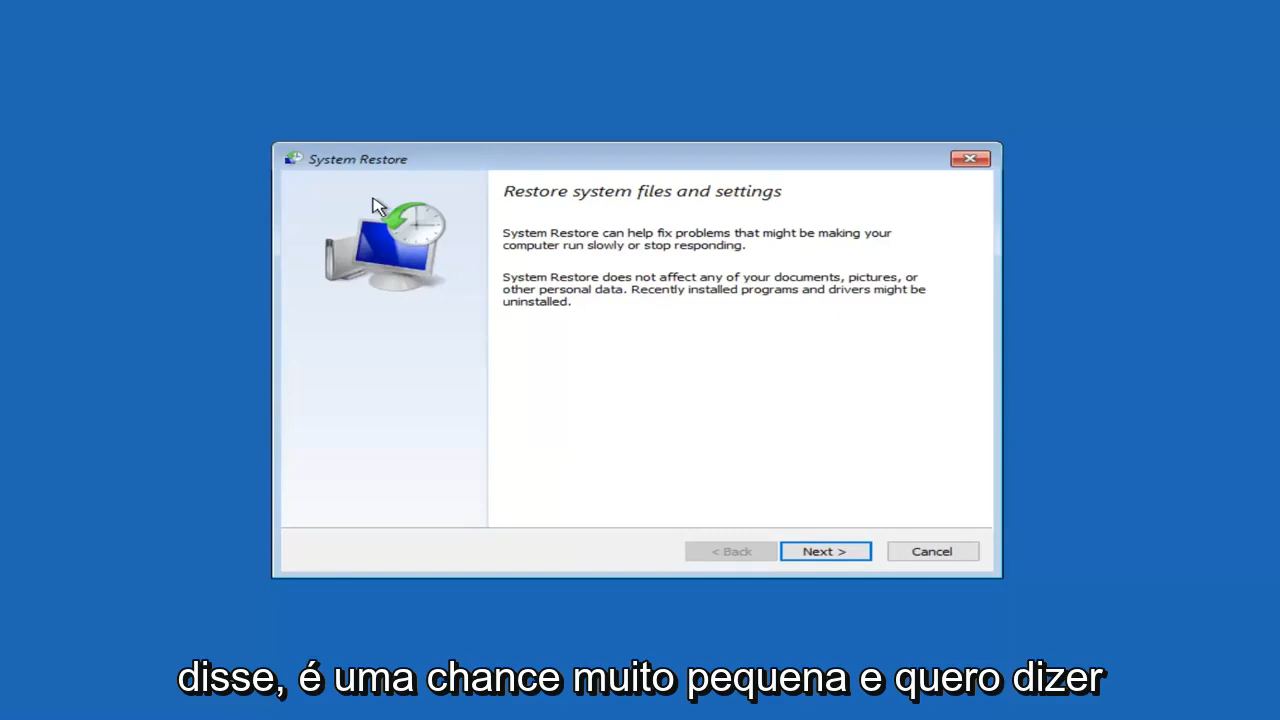 System Restore
Restore system files and settings
System Restore can help fix problems that might be making your
computer run slowly or stop responding.
System Restore does not affect any of your documents, pictures, or
other personal data. Recently installed programs and drivers might be
uninstalled.
< Back
Next >
Cancel
disse, é uma chance muito pequena e quero dizer